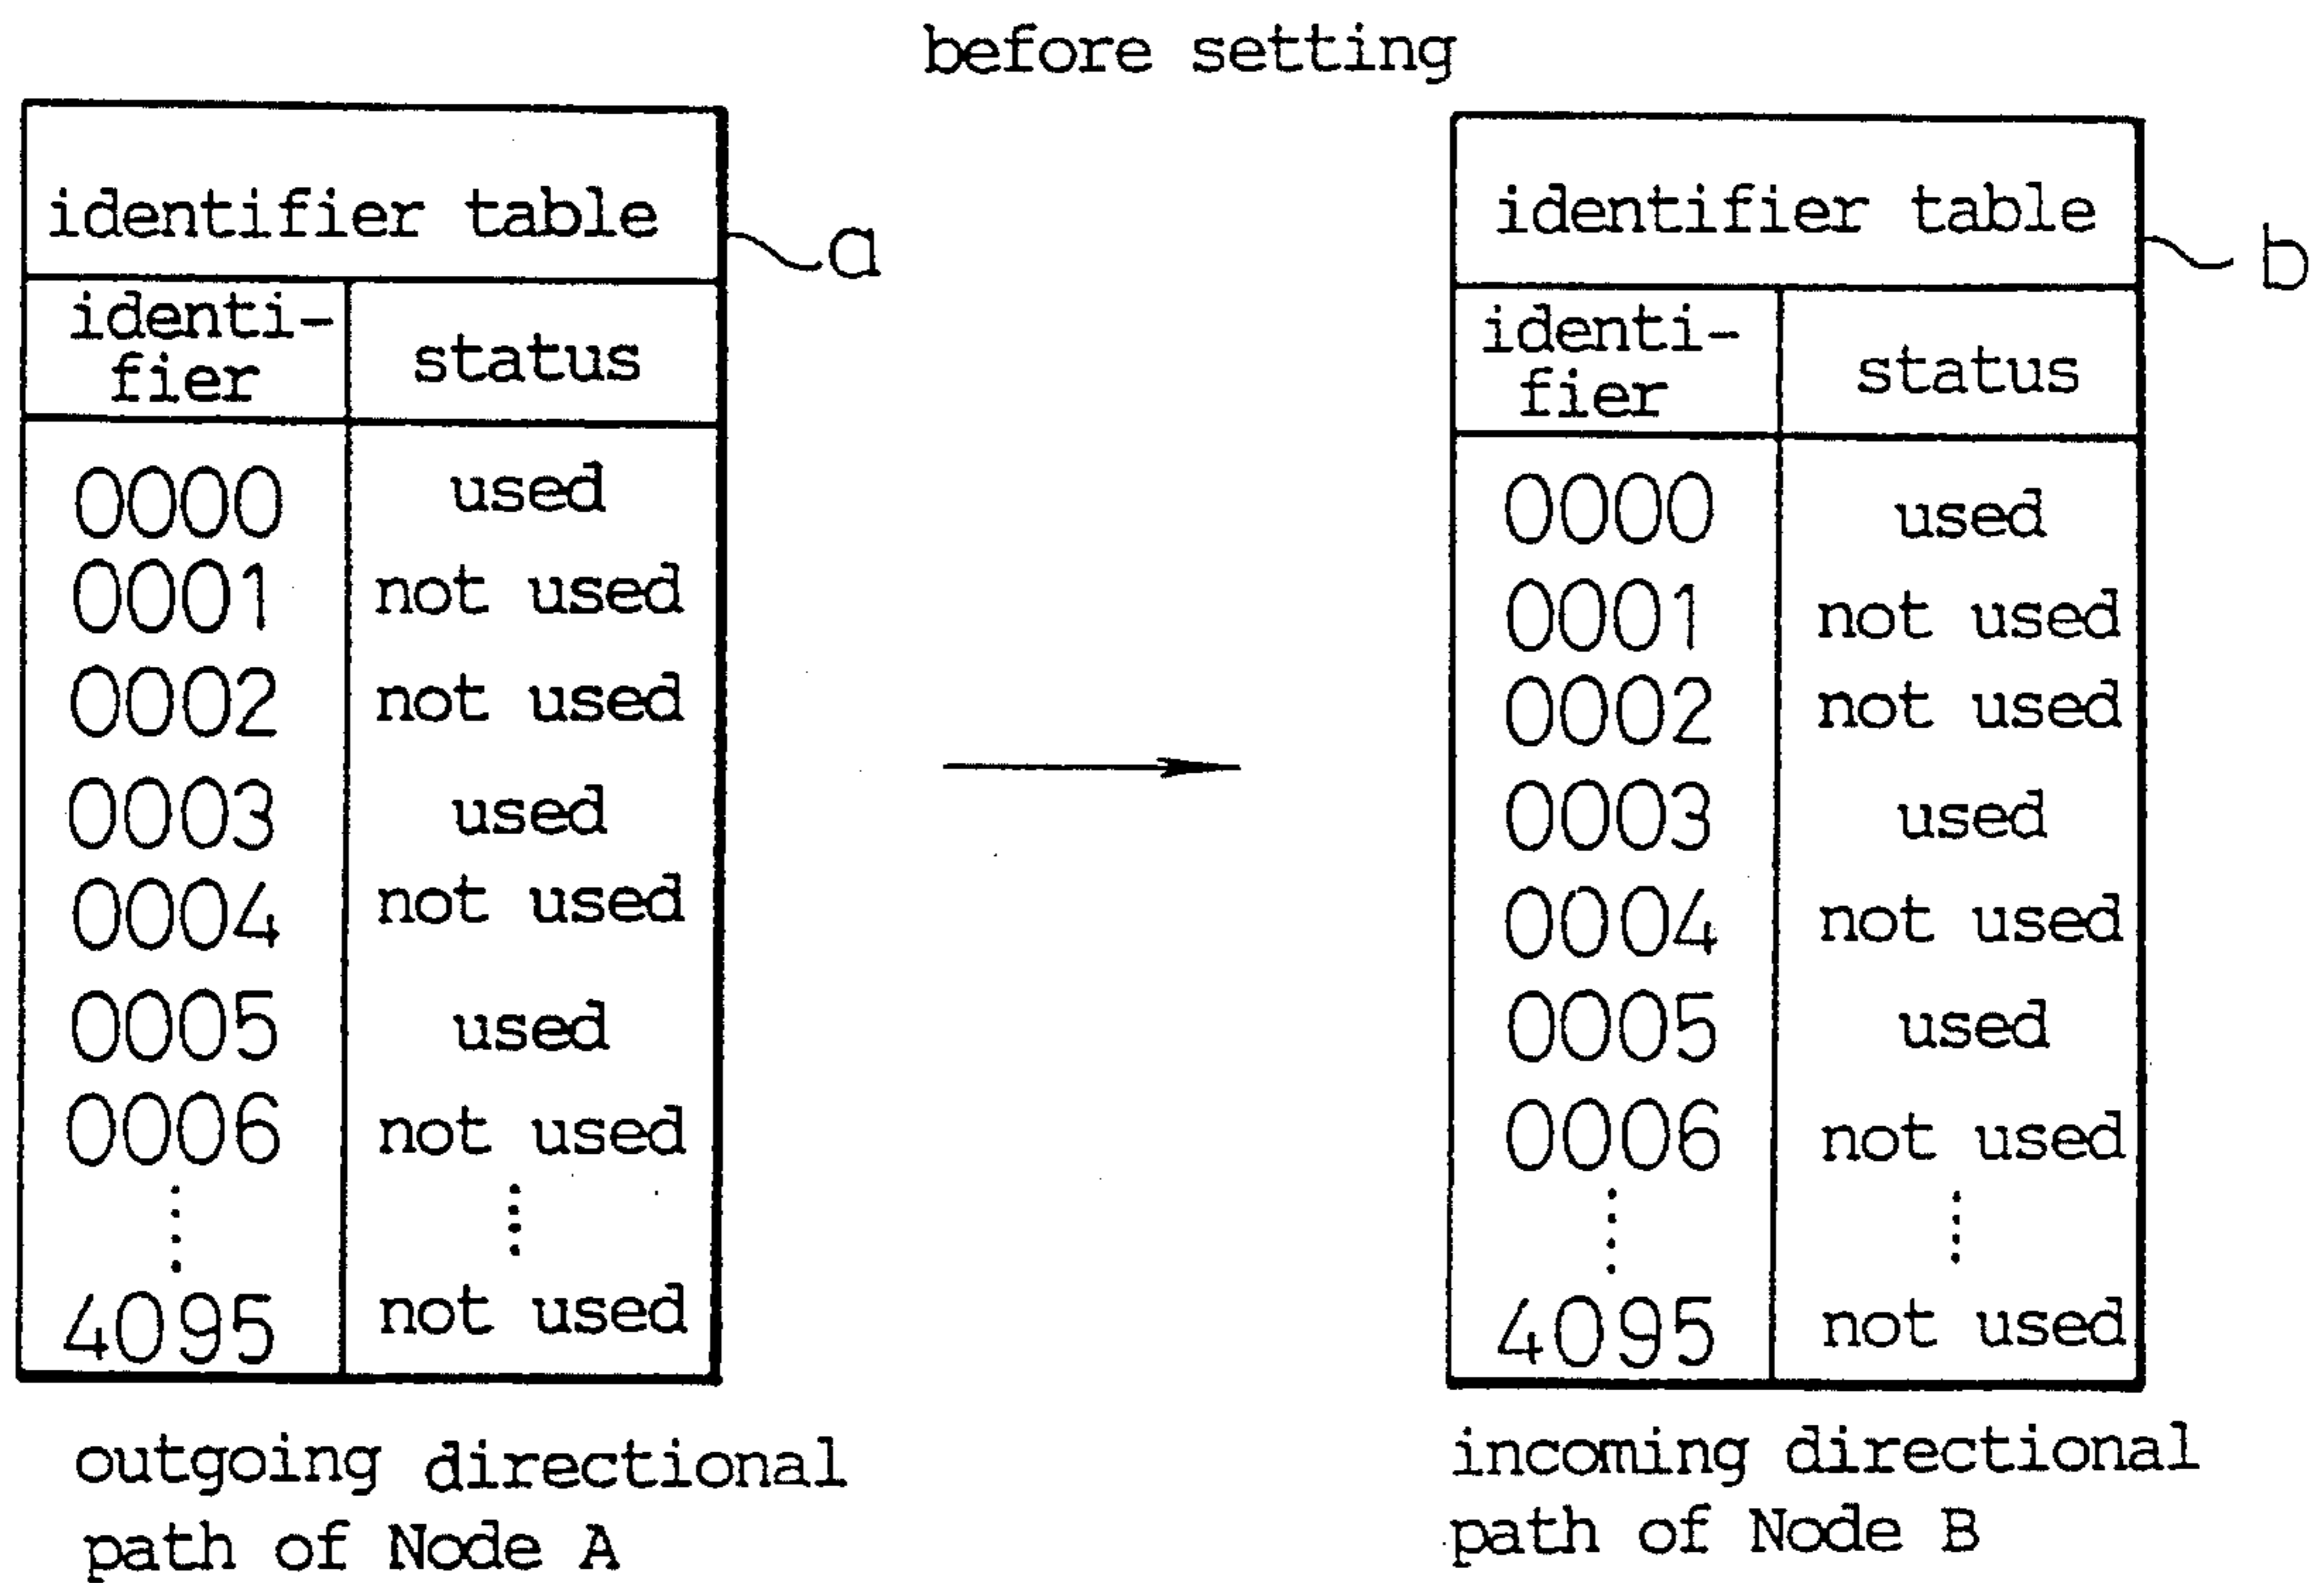 before setting
identifier table
a
identi-
fier
status
0000 used
0001 not used
0002 not used
0003 used
0004 not used
0005 used
0006 not used
4095 not used
outgoing directional
path of Node A
identifier table
b
identi-
fier
status
0000 used
0001 not used
0002 not used
0003 used
0004 not used
0005 used
0006 not used
4095 not used
incoming directional
path of Node B